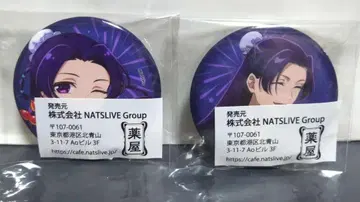 発売元
株式会社 NATSLIVE Group
〒107-0061
東京都港区北青山
3-11-7 Aoビル 3F
https://cafe.natslive.jp/
薬屋
発売元
株式会社 NATSLIVE Group
〒107-0061
東京都港区北青山
3-11-7 Aoビル 3F
https://cafe.natslive.jp/
薬屋